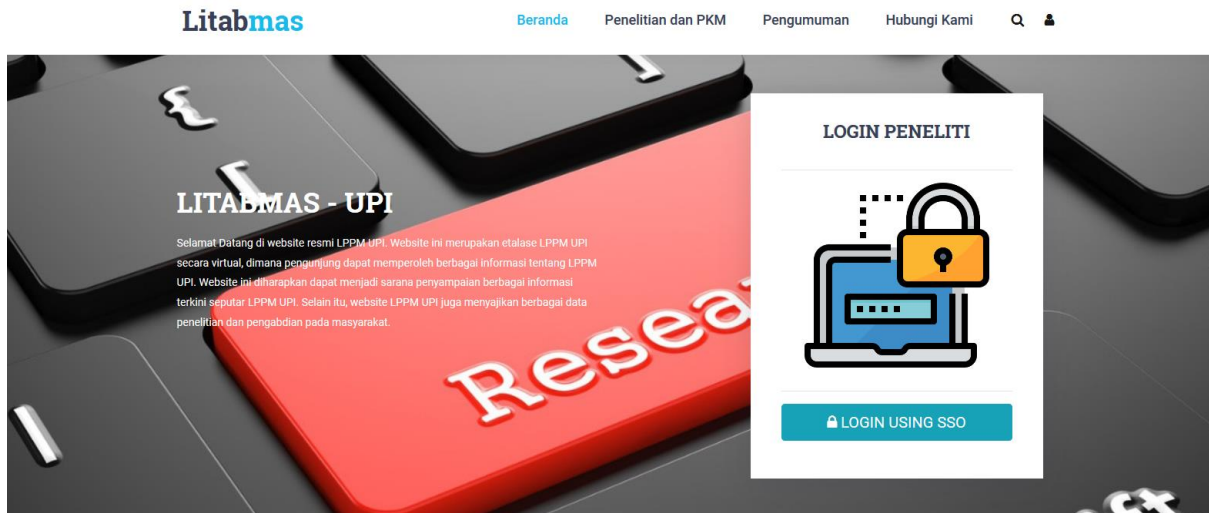 Litabmas
Beranda
Penelitian dan PKM
Pengumuman
Hubungi Kami
LITABMAS - UPI
Selamat Datang di website resmi LPPM UPI. Website ini merupakan etalase LPPM UPI
secara virtual, dimana pengunjung dapat memperoleh berbagai informasi tentang LPPM
UPI. Website ini diharapkan dapat menjadi sarana penyampaian berbagai informasi
terkini seputar LPPM UPI. Selain itu, website LPPM UPI juga menyajikan berbagai data
penelitian dan pengabdian pada masyarakat.
LOGIN PENELITI
LOGIN USING SSO
{
[
]
Resea
ft